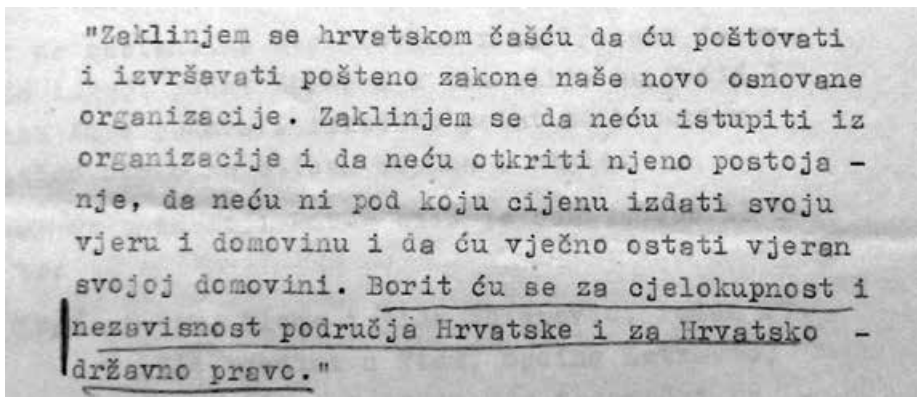 "Zaklinjem se hrvatskom čašću da ću poštovati
i izvršavati pošteno zakone naše novo osnovane
organizacije. Zaklinjem se da neću istupiti iz
organizacije i da neću otkriti njeno postoja -
nje, da neću ni pod koju cijenu izdati svoju
vjeru i domovinu i da ću vječno ostati vjeran
svojoj domovini. Borit ću se za cjelokupnost i
nezavisnost područja Hrvatske i za Hrvatsko -
državno pravo."